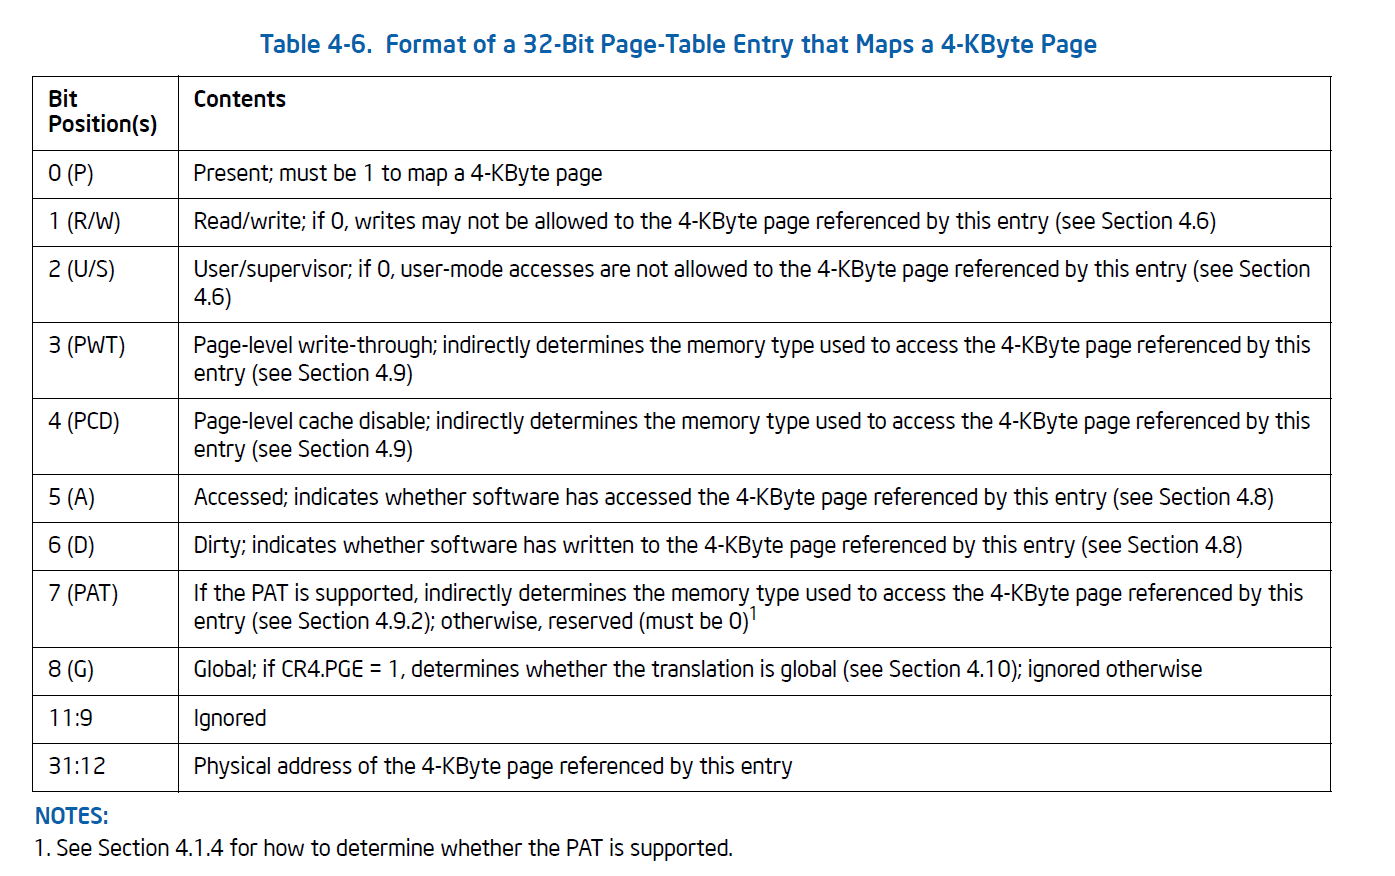 Table 4-6. Format of a 32-Bit Page-Table Entry that Maps a 4-KByte Page
Bit Position(s) Contents
0 (P) Present; must be 1 to map a 4-KByte page
1 (R/W) Read/write; if 0, writes may not be allowed to the 4-KByte page referenced by this entry (see Section 4.6)
2 (U/S) User/supervisor; if 0, user-mode accesses are not allowed to the 4-KByte page referenced by this entry (see Section
4.6)
3 (PWT) Page-level write-through; indirectly determines the memory type used to access the 4-KByte page referenced by this
entry (see Section 4.9)
4 (PCD) Page-level cache disable; indirectly determines the memory type used to access the 4-KByte page referenced by this
entry (see Section 4.9)
5 (A) Accessed; indicates whether software has accessed the 4-KByte page referenced by this entry (see Section 4.8)
6 (D) Dirty; indicates whether software has written to the 4-KByte page referenced by this entry (see Section 4.8)
7 (PAT) If the PAT is supported, indirectly determines the memory type used to access the 4-KByte page referenced by this
entry (see Section 4.9.2); otherwise, reserved (must be 0)1
8 (G) Global; if CR4.PGE = 1, determines whether the translation is global (see Section 4.10); ignored otherwise
11:9 Ignored
31:12 Physical address of the 4-KByte page referenced by this entry
NOTES:
1. See Section 4.1.4 for how to determine whether the PAT is supported.